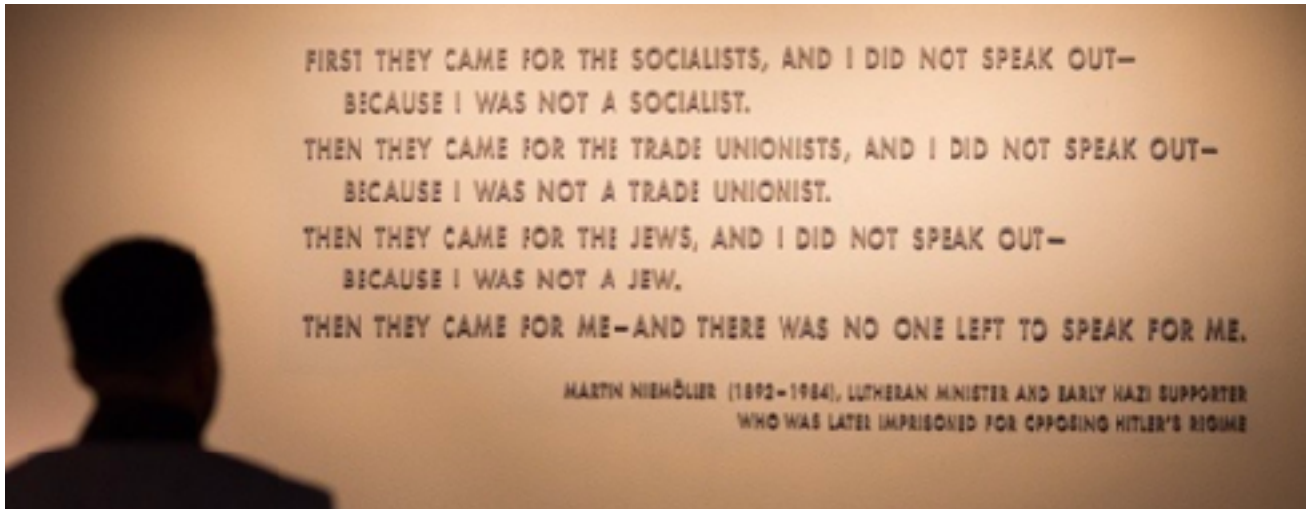 FIRST THEY CAME FOR THE SOCIALISTS, AND I DID NOT SPEAK OUT—
BECAUSE I WAS NOT A SOCIALIST.
THEN THEY CAME FOR THE TRADE UNIONISTS, AND I DID NOT SPEAK OUT—
BECAUSE I WAS NOT A TRADE UNIONIST.
THEN THEY CAME FOR THE JEWS, AND I DID NOT SPEAK OUT—
BECAUSE I WAS NOT A JEW.
THEN THEY CAME FOR ME—AND THERE WAS NO ONE LEFT TO SPEAK FOR ME.
MARTIN NIEMÖLLER (1892–1984), LUTHERAN MINISTER AND EARLY NAZI SUPPORTER
WHO WAS LATER IMPRISONED FOR OPPOSING HITLER'S REGIME